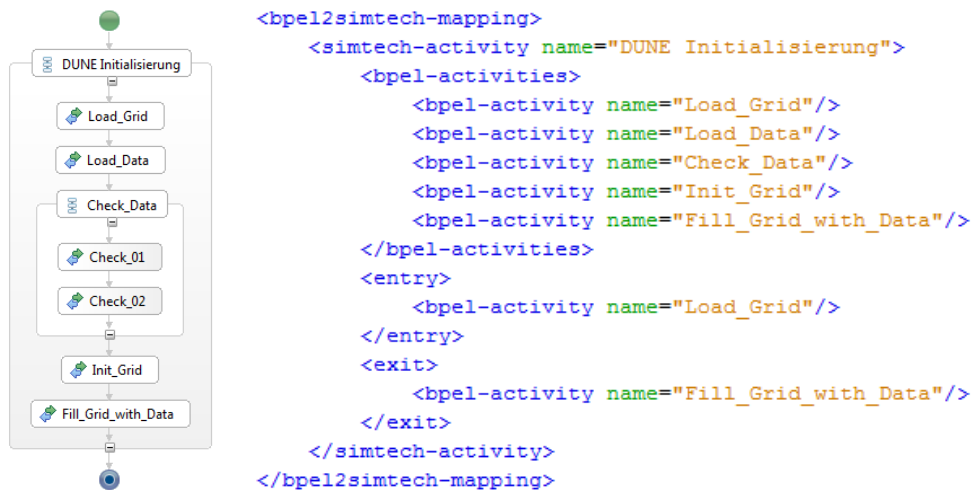 DUNE Initialisierung
Load_Grid
Load_Data
Check_Data
Check_01
Check_02
Init_Grid
Fill_Grid_with_Data
<bpel2simtech-mapping>
<simtech-activity name="DUNE Initialisierung">
<bpel-activities>
<bpel-activity name="Load_Grid"/>
<bpel-activity name="Load_Data"/>
<bpel-activity name="Check_Data"/>
<bpel-activity name="Init_Grid"/>
<bpel-activity name="Fill_Grid_with_Data"/>
</bpel-activities>
<entry>
<bpel-activity name="Load_Grid"/>
</entry>
<exit>
<bpel-activity name="Fill_Grid_with_Data"/>
</exit>
</simtech-activity>
</bpel2simtech-mapping>